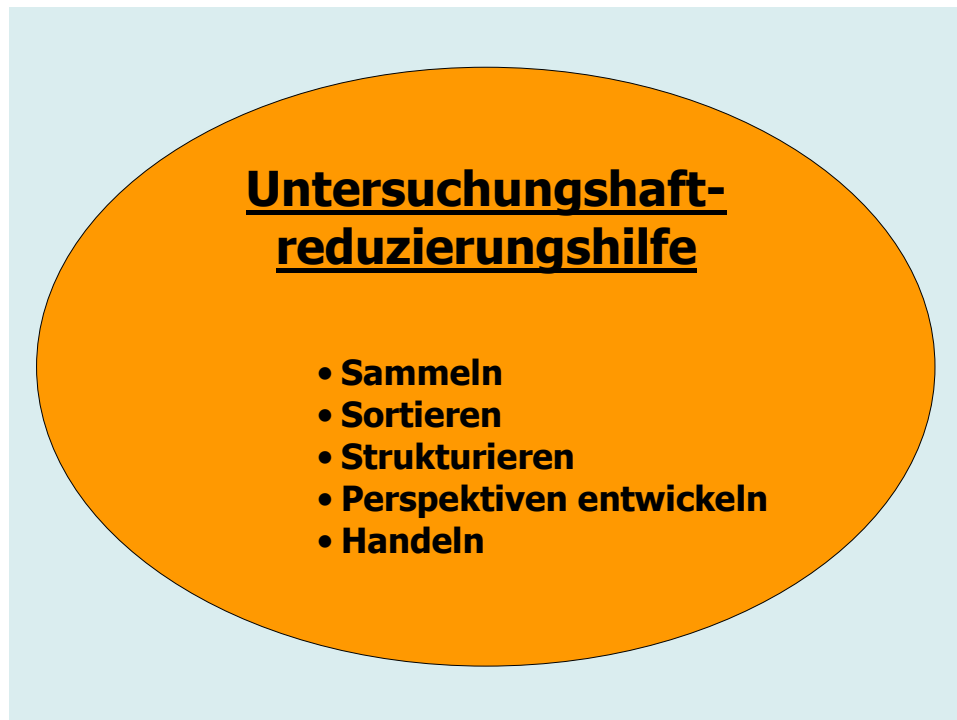 Untersuchungshaft-
reduzierungshilfe
• Sammeln
• Sortieren
• Strukturieren
• Perspektiven entwickeln
• Handeln